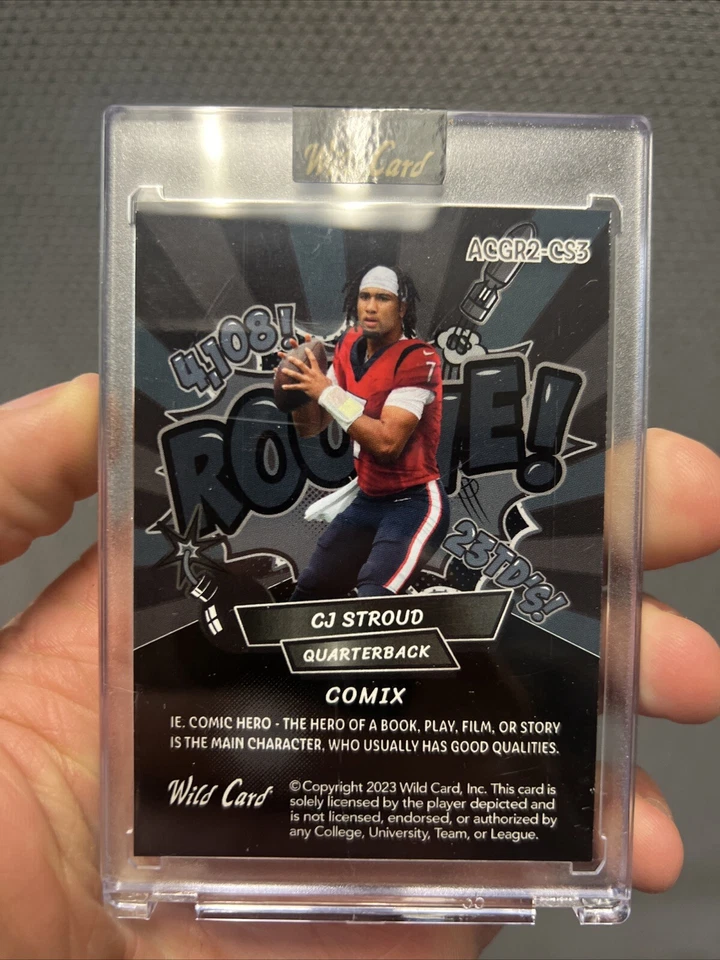 Wild Card
ACGR2-CS3
4,108!
ROO IE!
7
23TD'S!
CJ STROUD
QUARTERBACK
COMIX
IE. COMIC HERO - THE HERO OF A BOOK, PLAY, FILM, OR STORY
IS THE MAIN CHARACTER, WHO USUALLY HAS GOOD QUALITIES.
Wild Card
© Copyright 2023 Wild Card, Inc. This card is
solely licensed by the player depicted and
is not licensed, endorsed, or authorized by
any College, University, Team, or League.